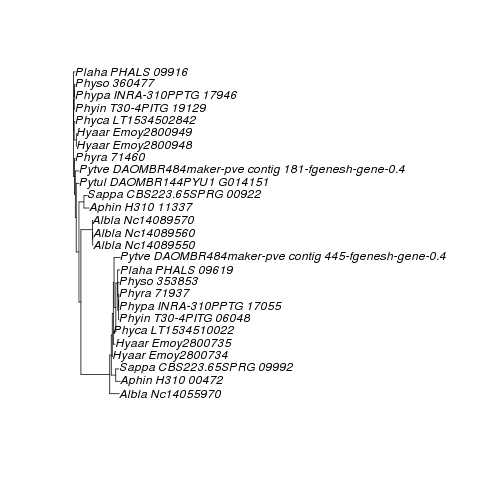 Plaha PHALS 09916
Physo 360477
Phypa INRA-310PPTG 17946
Phyin T30-4PITG 19129
Phyca LT1534502842
Hyaar Emoy2800949
Hyaar Emoy2800948
Phyra 71460
Pytve DAOMBR484maker-pve contig 181-fgenesh-gene-0.4
Pytul DAOMBR144PYU1 G014151
Sappa CBS223.65SPRG 00922
Aphin H310 11337
Albla Nc14089570
Albla Nc14089560
Albla Nc14089550
Pytve DAOMBR484maker-pve contig 445-fgenesh-gene-0.4
Plaha PHALS 09619
Physo 353853
Phyra 71937
Phypa INRA-310PPTG 17055
Phyin T30-4PITG 06048
Phyca LT1534510022
Hyaar Emoy2800735
Hyaar Emoy2800734
Sappa CBS223.65SPRG 09992
Aphin H310 00472
Albla Nc14055970